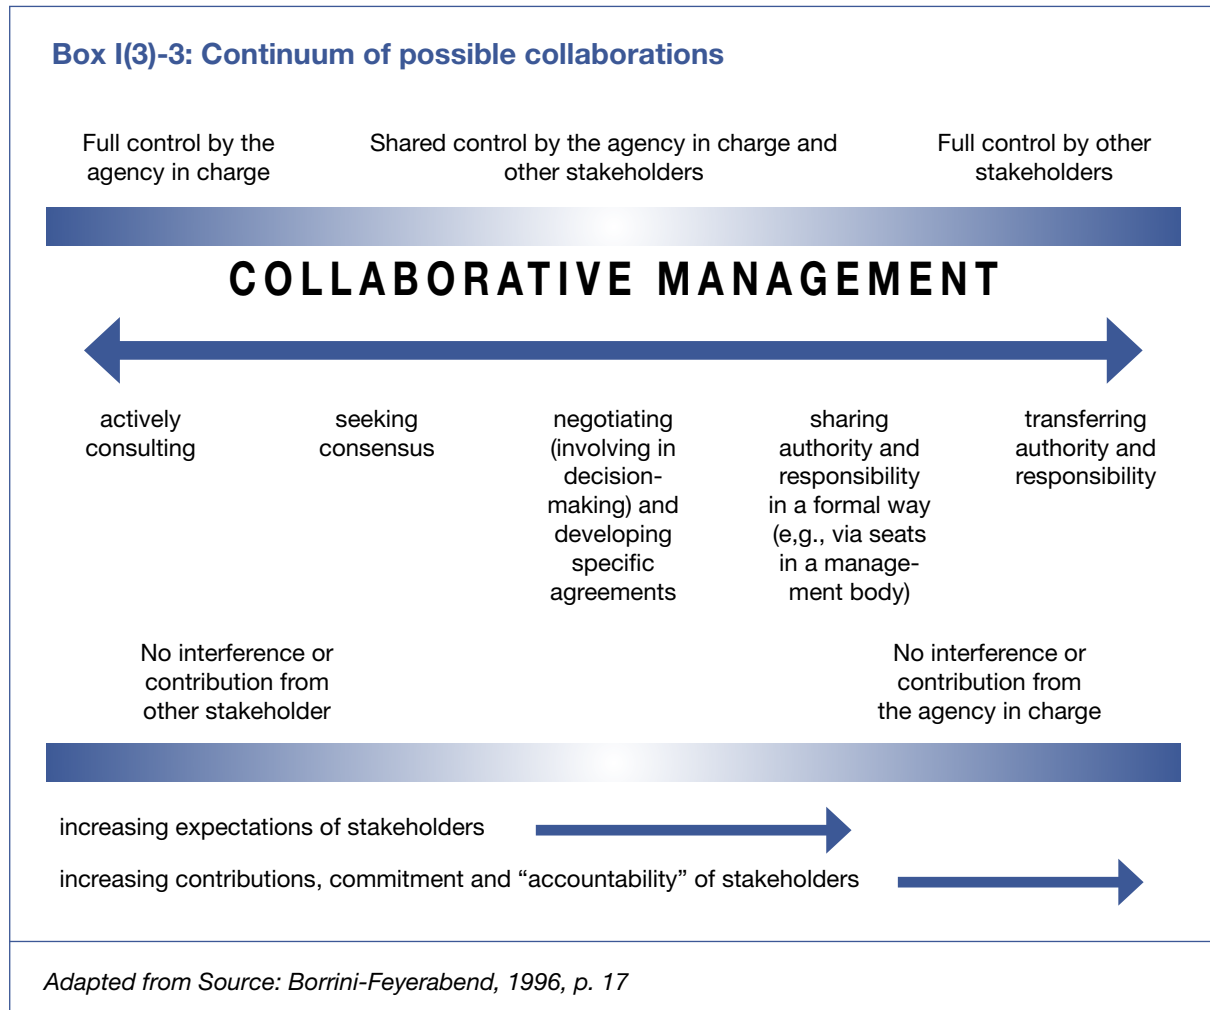 Box I(3)-3: Continuum of possible collaborations
Full control by the
agency in charge
Shared control by the agency in charge and
other stakeholders
Full control by other
stakeholders
COLLABORATIVE MANAGEMENT
actively
consulting
seeking
consensus
negotiating
(involving in
decision-
making) and
developing
specific
agreements
sharing
authority and
responsibility
in a formal way
(e,g., via seats
in a manage-
ment body)
transferring
authority and
responsibility
No interference or
contribution from
other stakeholder
No interference or
contribution from
the agency in charge
increasing expectations of stakeholders
increasing contributions, commitment and “accountability” of stakeholders
Adapted from Source: Borrini-Feyerabend, 1996, p. 17